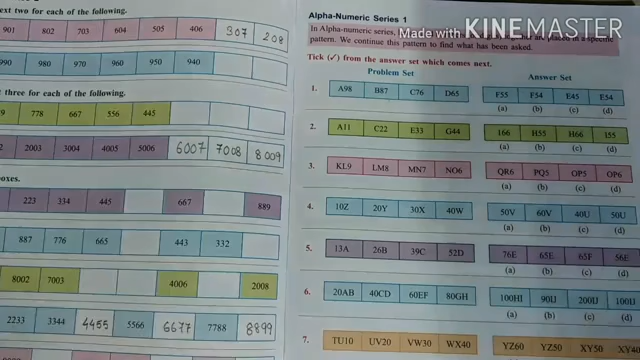 ext two for each of the following.
901 802 703 604 505 406 307 208
990 980 970 960 950 940
t three for each of the following.
9 778 667 556 445
2 2003 3004 4005 5006 6007 7008 8009
oxes.
223 334 445 667 889
887 776 665 443 332
8002 7003 4006 2008
2233 3344 4455 5566 6677 7788 8899
Alpha-Numeric Series 1
Made with KINEMASTER
In Alpha-numeric series, are placed in a specific
pattern. We continue this pattern to find what has been asked.
Tick (✓) from the answer set which comes next.
Problem Set Answer Set
1. A98 B87 C76 D65 F55 F54 E45 E54
(a) (b) (c) (d)
2. A11 C22 E33 G44 I66 H55 H66 I55
(a) (b) (c) (d)
3. KL9 LM8 MN7 NO6 QR6 PQ5 OP5 OP6
(a) (b) (c) (d)
4. 10Z 20Y 30X 40W 50V 60V 40U 50U
(a) (b) (c) (d)
5. 13A 26B 39C 52D 76E 65E 65F 56E
(a) (b) (c) (d)
6. 20AB 40CD 60EF 80GH 100HI 90IJ 200IJ 100IJ
(a) (b) (c) (d)
7. TU10 UV20 VW30 WX40 YZ60 YZ50 XY50 XY40